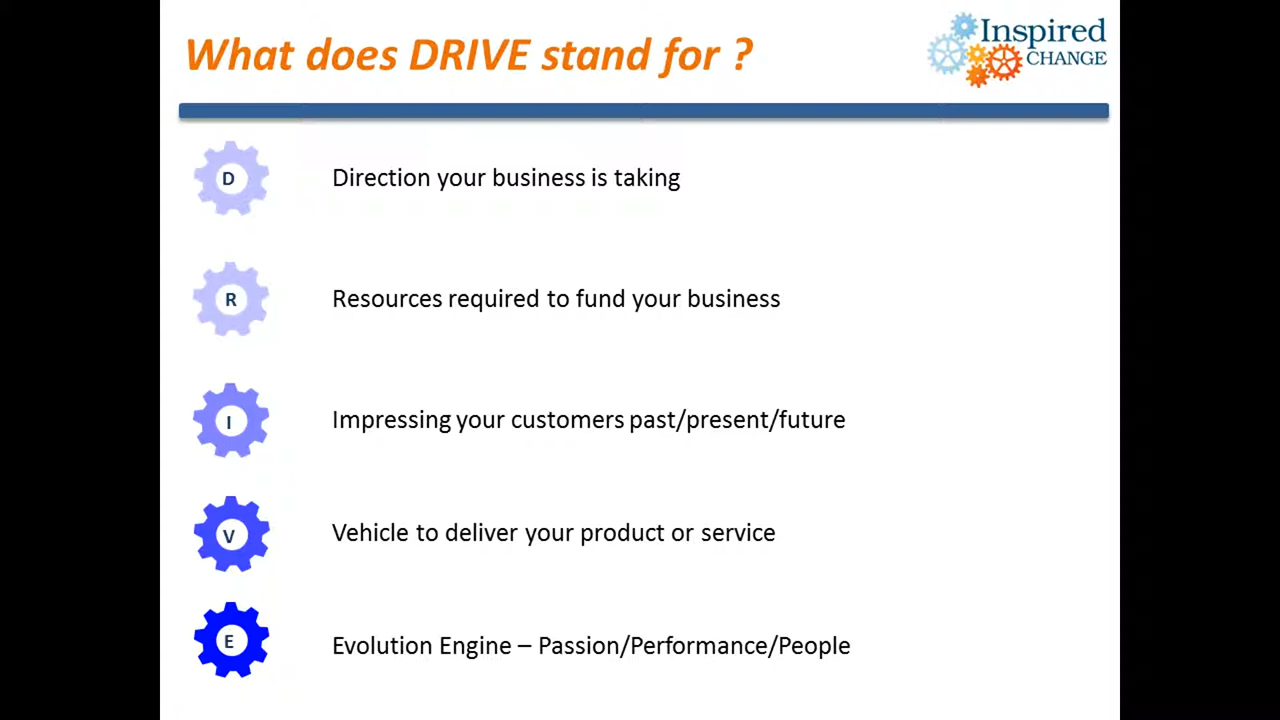 What does DRIVE stand for ?
Inspired
CHANGE
D
Direction your business is taking
R
Resources required to fund your business
I
Impressing your customers past/present/future
V
Vehicle to deliver your product or service
E
Evolution Engine – Passion/Performance/People